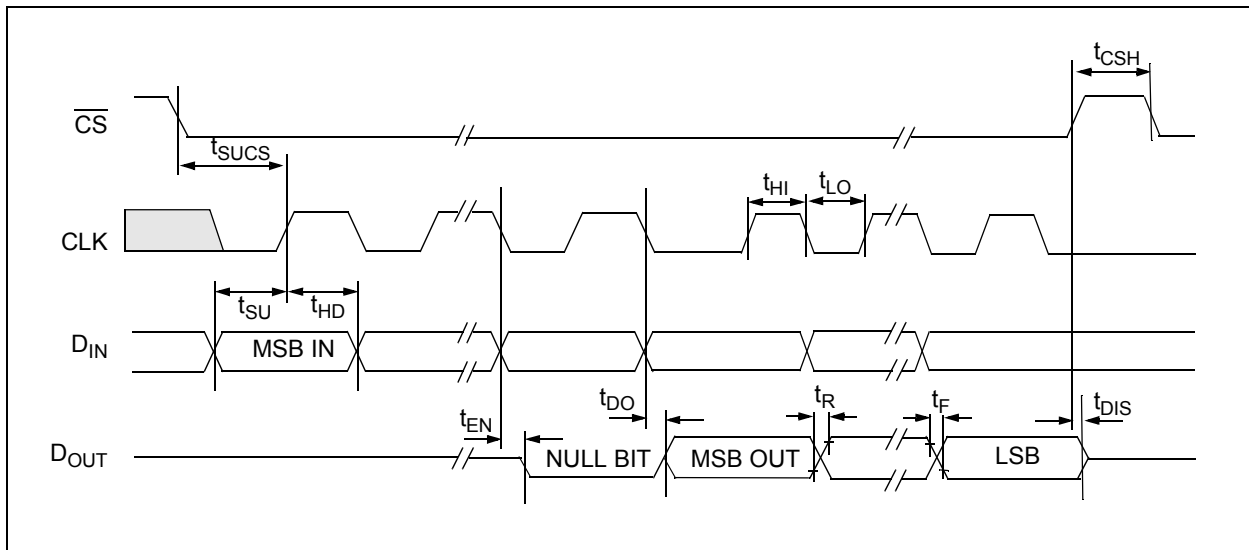 tCSH
CS
tSUCS
tHI
tLO
CLK
tSU
tHD
DIN
MSB IN
tEN
tDO
tR
tF
tDIS
DOUT
NULL BIT
MSB OUT
LSB